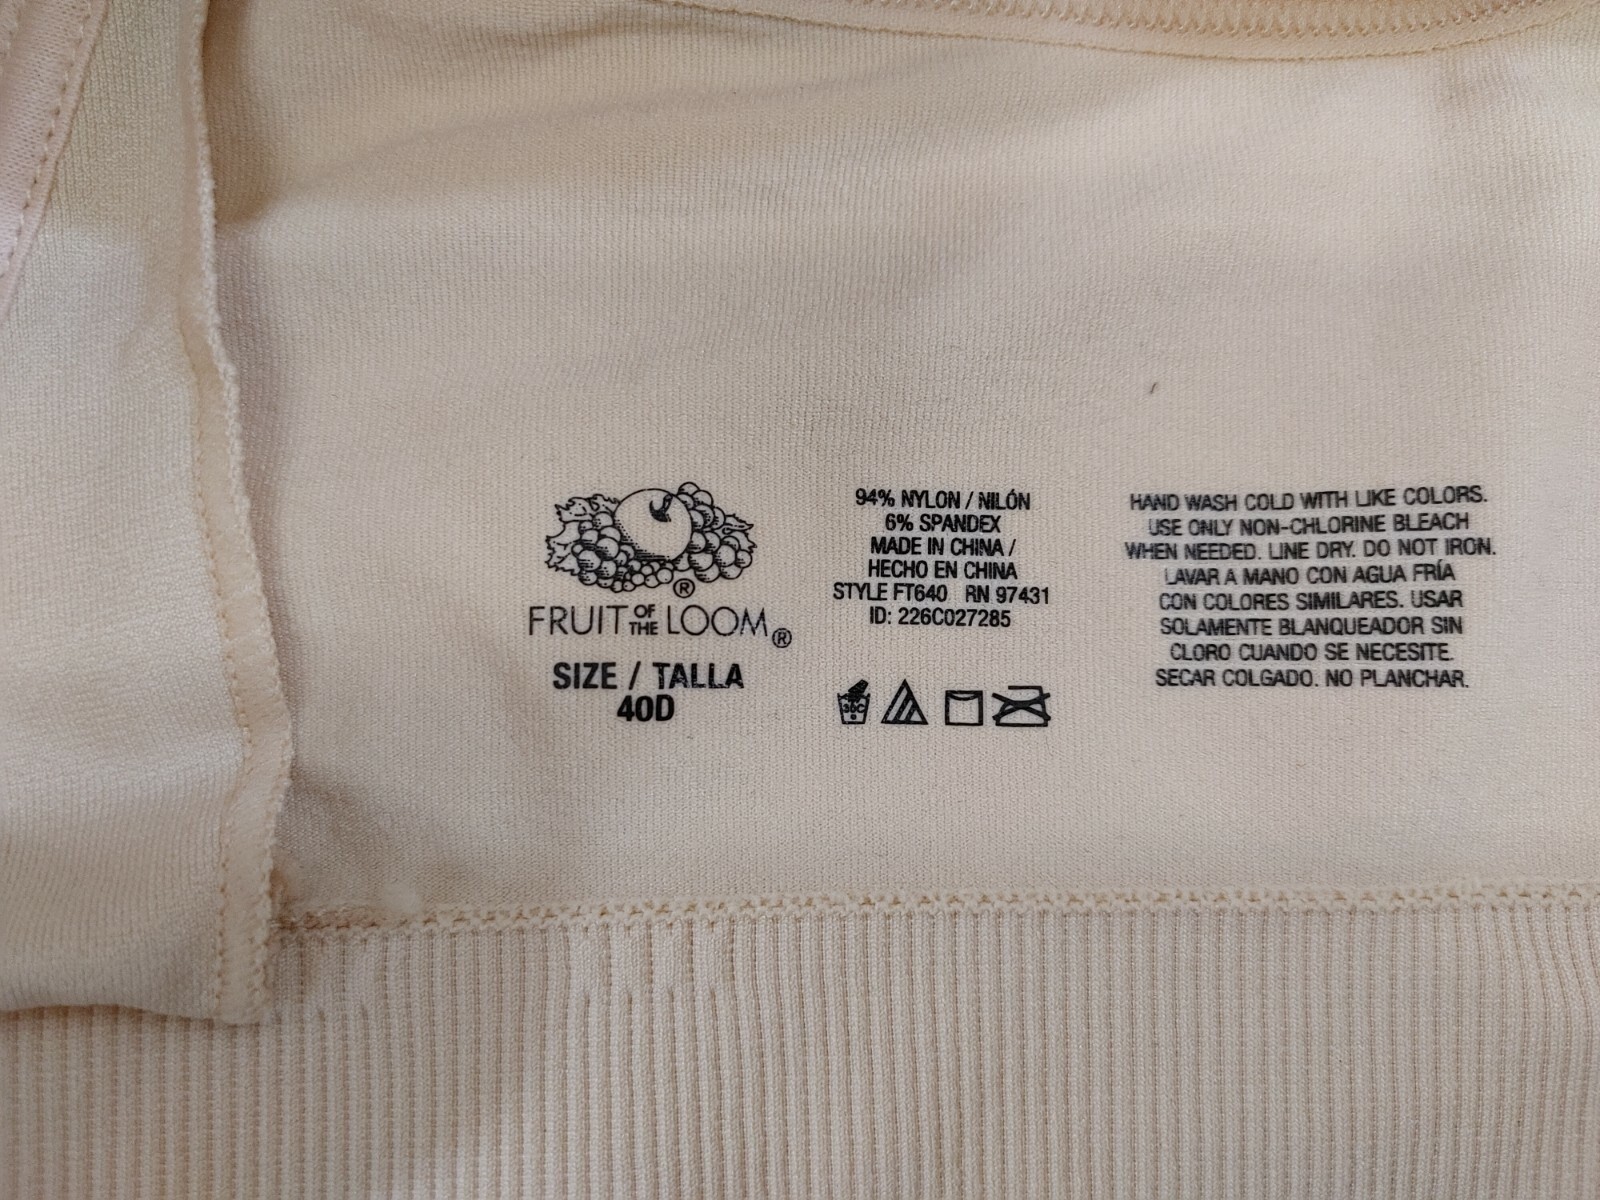 FRUIT OF THE LOOM®
SIZE / TALLA
40D
94% NYLON / NILÓN
6% SPANDEX
MADE IN CHINA /
HECHO EN CHINA
STYLE FT640 RN 97431
ID: 226C027285
30C
HAND WASH COLD WITH LIKE COLORS.
USE ONLY NON-CHLORINE BLEACH
WHEN NEEDED. LINE DRY. DO NOT IRON.
LAVAR A MANO CON AGUA FRÍA
CON COLORES SIMILARES. USAR
SOLAMENTE BLANQUEADOR SIN
CLORO CUANDO SE NECESITE.
SECAR COLGADO. NO PLANCHAR.